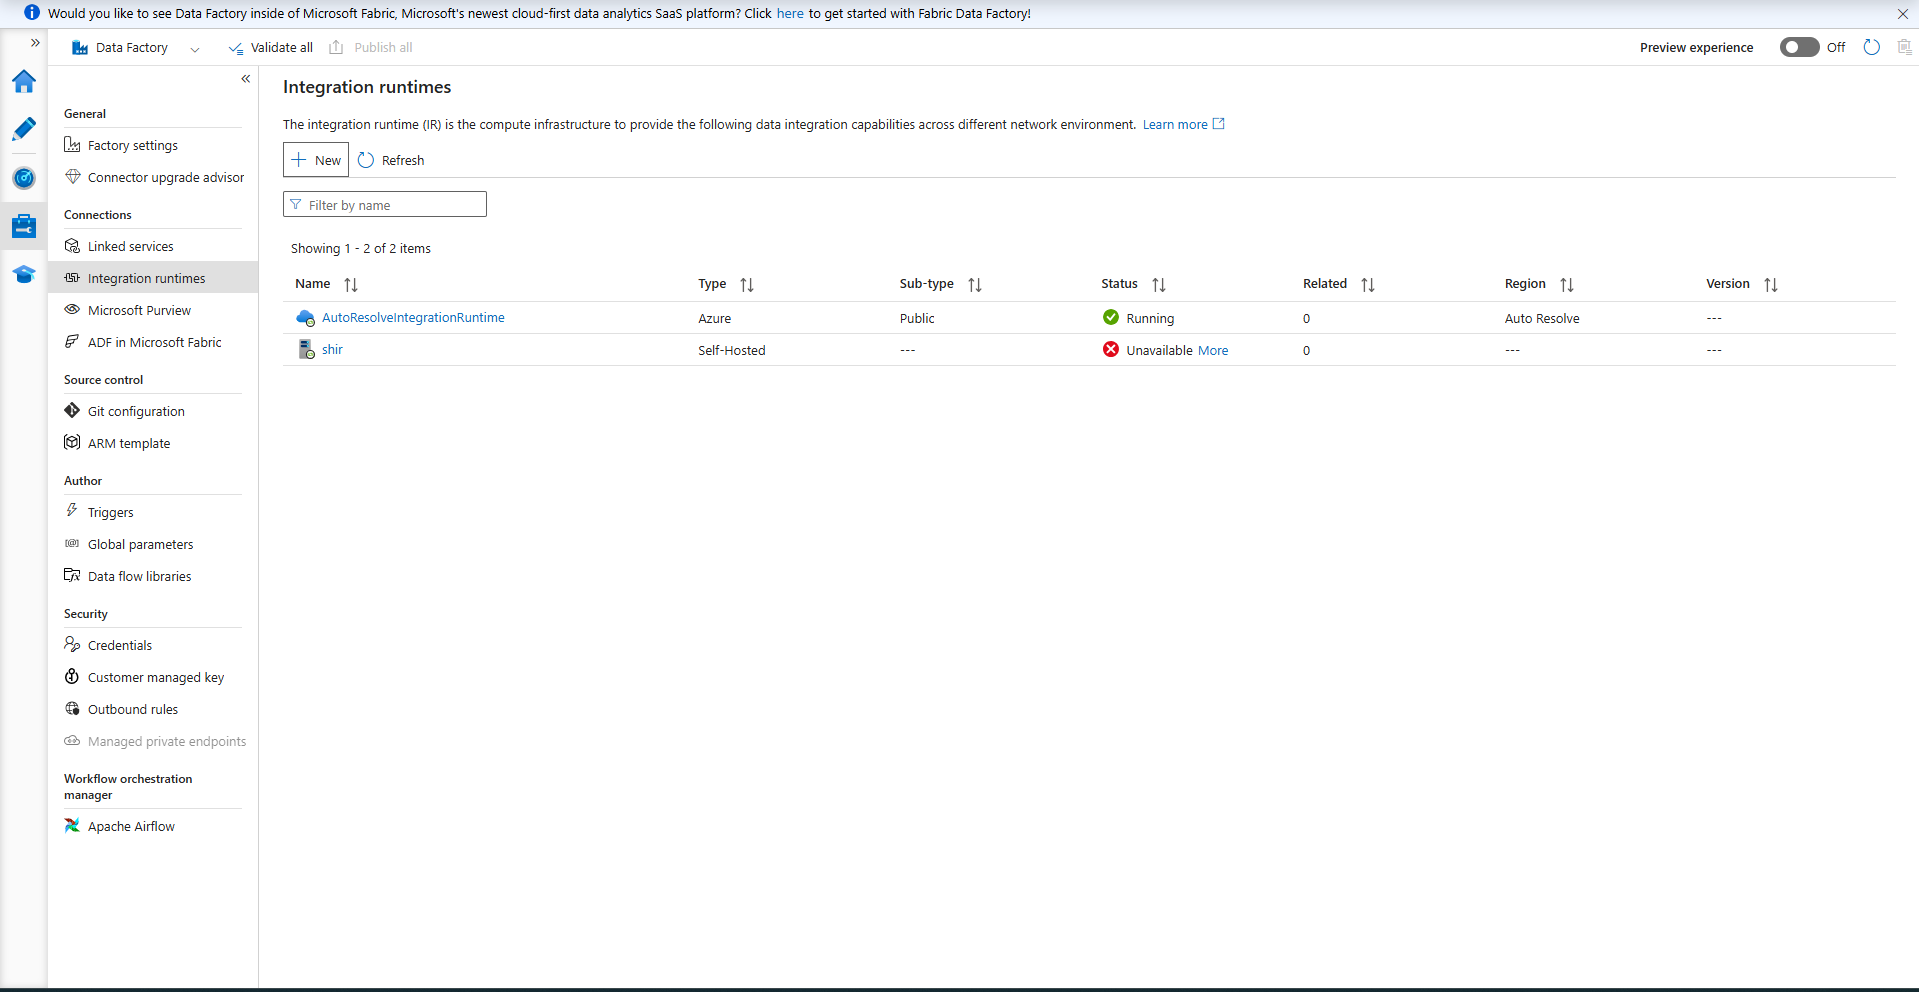 Would you like to see Data Factory inside of Microsoft Fabric, Microsoft's newest cloud-first data analytics SaaS platform? Click here to get started with Fabric Data Factory!
Data Factory
Validate all
Publish all
Preview experience
Off
General
Factory settings
Connector upgrade advisor
Connections
Linked services
Integration runtimes
Microsoft Purview
ADF in Microsoft Fabric
Source control
Git configuration
ARM template
Author
Triggers
Global parameters
Data flow libraries
Security
Credentials
Customer managed key
Outbound rules
Managed private endpoints
Workflow orchestration
manager
Apache Airflow
Integration runtimes
The integration runtime (IR) is the compute infrastructure to provide the following data integration capabilities across different network environment. Learn more
New Refresh
Filter by name
Showing 1 - 2 of 2 items
Name Type Sub-type Status Related Region Version
AutoResolveIntegrationRuntime Azure Public Running 0 Auto Resolve ---
shir Self-Hosted --- Unavailable More 0 --- ---